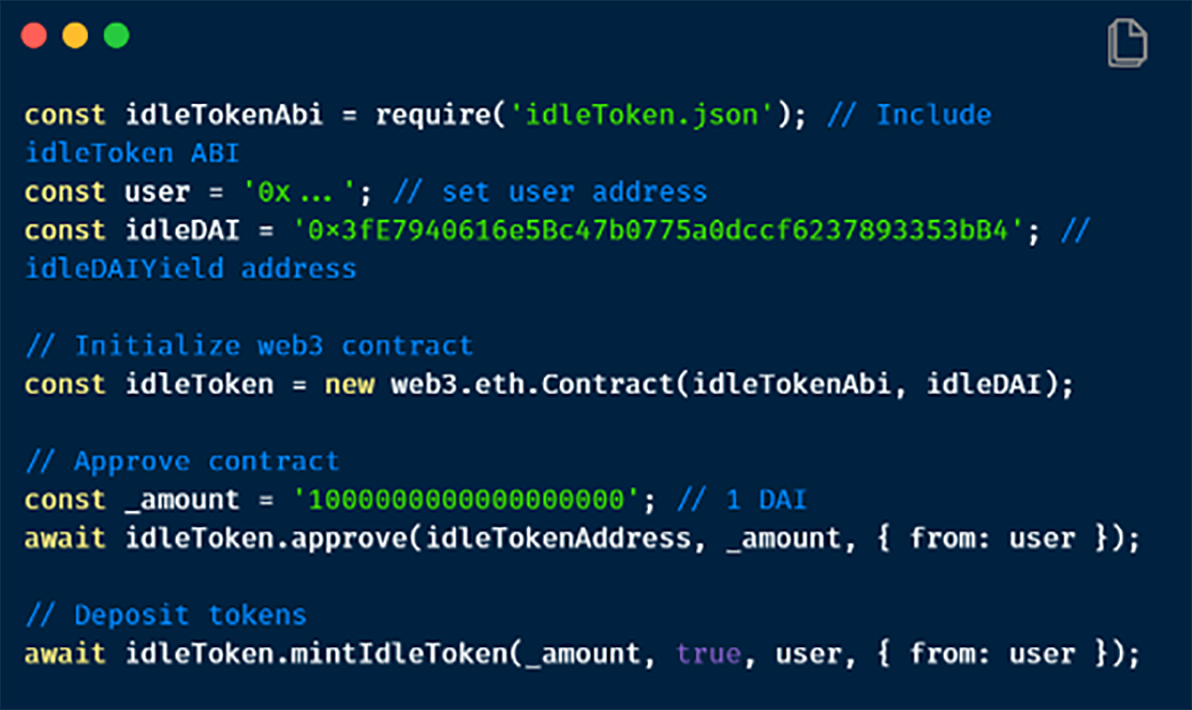 const idleTokenAbi = require('idleToken.json'); // Include
idleToken ABI
const user = '0x...'; // set user address
const idleDAI = '0x3fE7940616e5Bc47b0775a0dccf6237893353bB4'; //
idleDAIYield address
// Initialize web3 contract
const idleToken = new web3.eth.Contract(idleTokenAbi, idleDAI);
// Approve contract
const _amount = '1000000000000000000'; // 1 DAI
await idleToken.approve(idleTokenAddress, _amount, { from: user });
// Deposit tokens
await idleToken.mintIdleToken(_amount, true, user, { from: user });